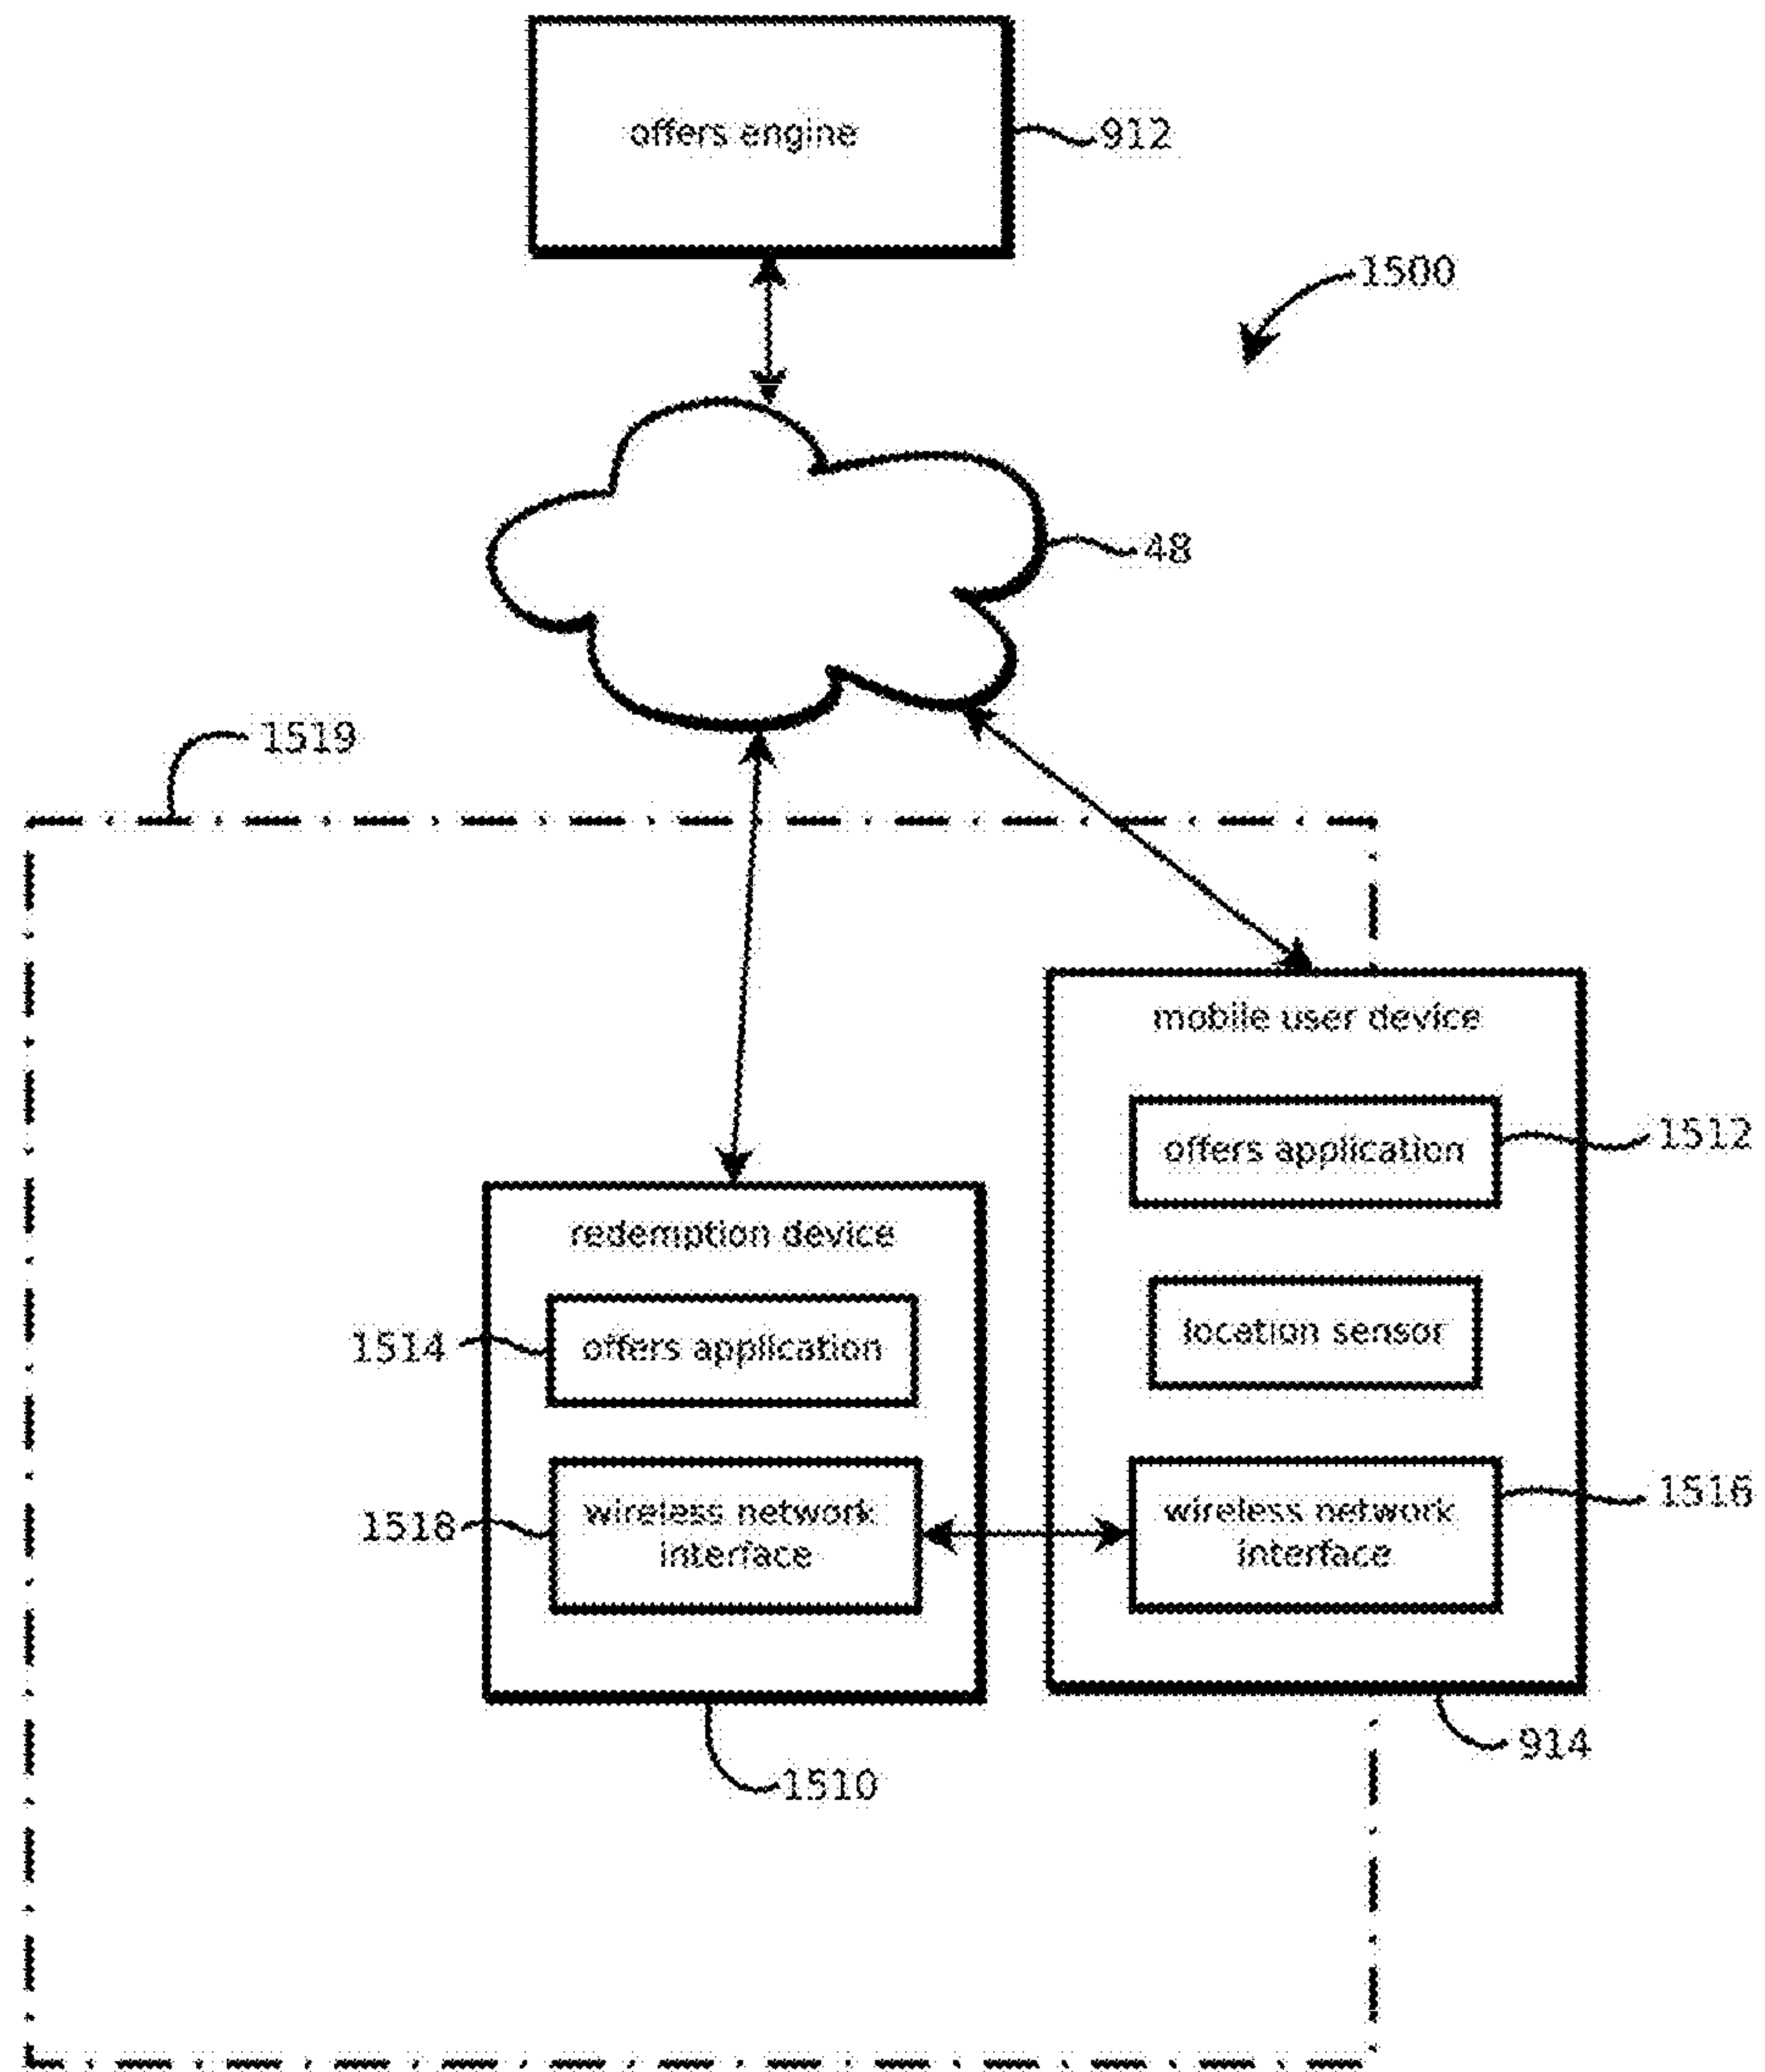 offers engine
912
1500
48
1519
mobile user device
offers application
1512
redemption device
location sensor
1514
offers application
1518
wireless network
interface
wireless network
interface
1516
914
1510